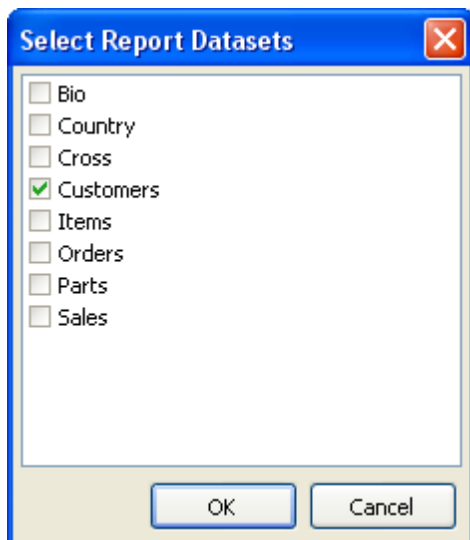 Select Report Datasets
Bio
Country
Cross
Customers
Items
Orders
Parts
Sales
OK
Cancel